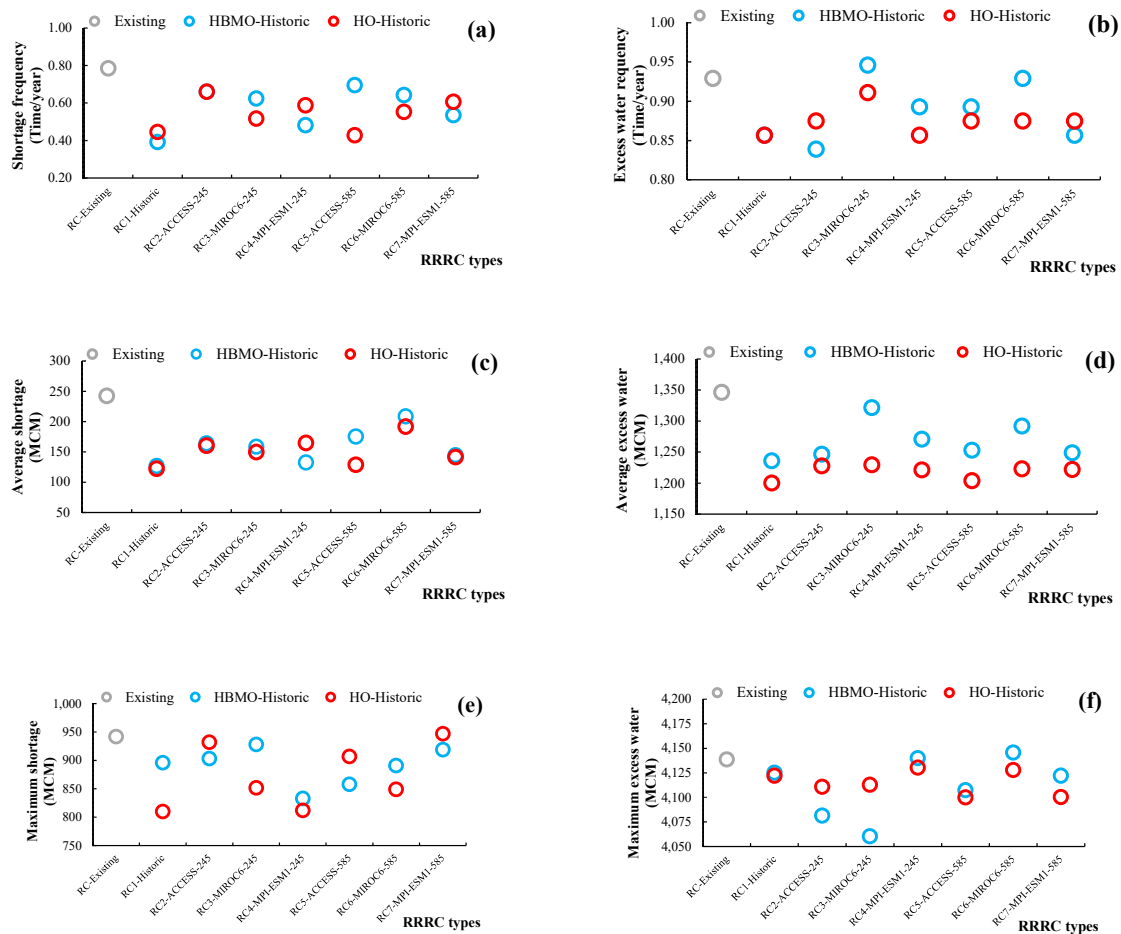 Existing HBMO-Historic HO-Historic
(a)
Shortage frequency
(Time/year)
1.00
0.80
0.60
0.40
0.20
RC-Existing
RC1-Historic
RC2-ACCESS-245
RC3-MIROC6-245
RC4-MPI-ESM1-245
RC5-ACCESS-585
RC6-MIROC6-585
RC7-MPI-ESM1-585
RRRC types
Existing HBMO-Historic HO-Historic
(b)
Excess water requency
(Time/year)
1.00
0.95
0.90
0.85
0.80
RC-Existing
RC1-Historic
RC2-ACCESS-245
RC3-MIROC6-245
RC4-MPI-ESM1-245
RC5-ACCESS-585
RC6-MIROC6-585
RC7-MPI-ESM1-585
RRRC types
Existing HBMO-Historic HO-Historic
(c)
Average shortage
(MCM)
300
250
200
150
100
50
RC-Existing
RC1-Historic
RC2-ACCESS-245
RC3-MIROC6-245
RC4-MPI-ESM1-245
RC5-ACCESS-585
RC6-MIROC6-585
RC7-MPI-ESM1-585
RRRC types
Existing HBMO-Historic HO-Historic
(d)
Average excess water
(MCM)
1,400
1,350
1,300
1,250
1,200
1,150
RC-Existing
RC1-Historic
RC2-ACCESS-245
RC3-MIROC6-245
RC4-MPI-ESM1-245
RC5-ACCESS-585
RC6-MIROC6-585
RC7-MPI-ESM1-585
RRRC types
Existing HBMO-Historic HO-Historic
(e)
Maximum shortage
(MCM)
1,000
950
900
850
800
750
RC-Existing
RC1-Historic
RC2-ACCESS-245
RC3-MIROC6-245
RC4-MPI-ESM1-245
RC5-ACCESS-585
RC6-MIROC6-585
RC7-MPI-ESM1-585
RRRC types
Existing HBMO-Historic HO-Historic
(f)
Maximum excess water
(MCM)
4,200
4,175
4,150
4,125
4,100
4,075
4,050
RC-Existing
RC1-Historic
RC2-ACCESS-245
RC3-MIROC6-245
RC4-MPI-ESM1-245
RC5-ACCESS-585
RC6-MIROC6-585
RC7-MPI-ESM1-585
RRRC types